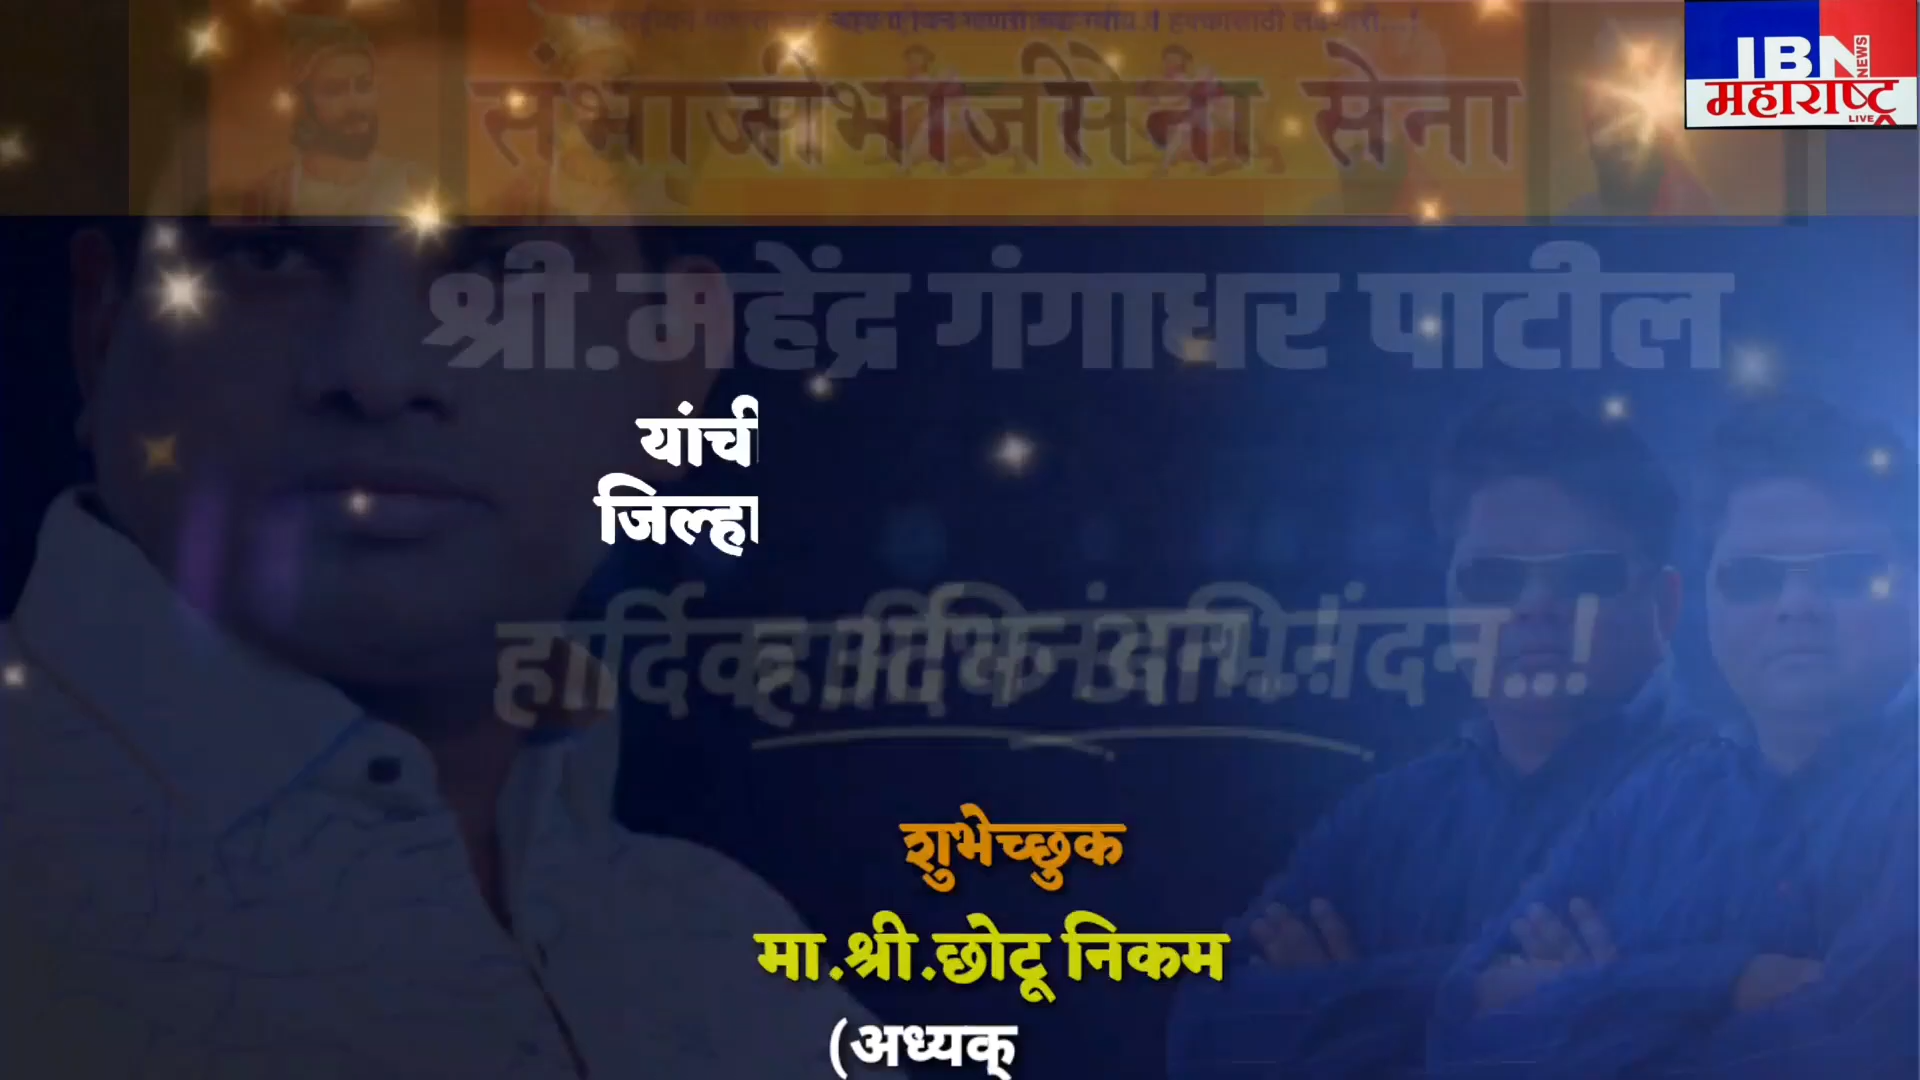 IBN
NEWS
महाराष्ट्र
LIVE
संभाजी सेना
श्री.महेंद्र गंगाधर पाटील
यांची
जिल्हा
हार्दिक अभिनंदन..!
शुभेच्छुक
मा.श्री.छोटू निकम
(अध्यक्